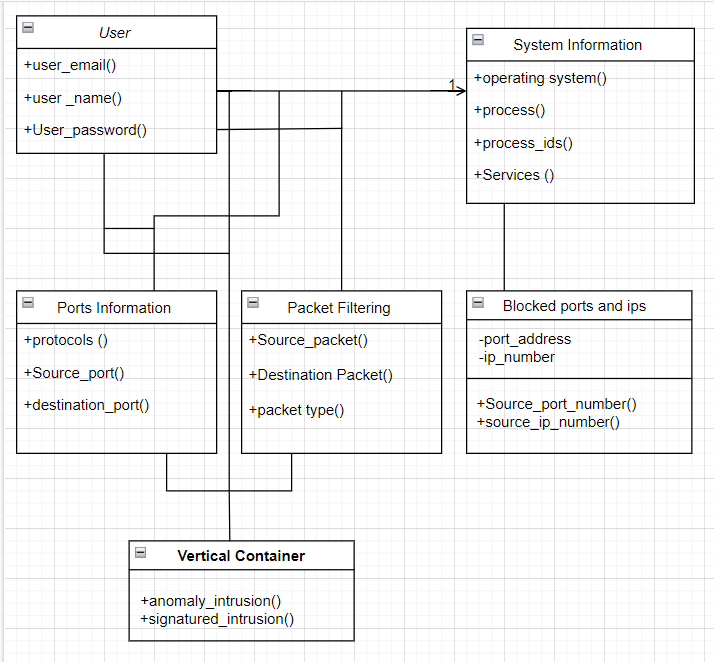 User
+user_email()
+user _name()
+User_password()
1
System Information
+operating system()
+process()
+process_ids()
+Services ()
Ports Information
+protocols ()
+Source_port()
+destination_port()
Packet Filtering
+Source_packet()
+Destination Packet()
+packet type()
Blocked ports and ips
-port_address
-ip_number
+Source_port_number()
+source_ip_number()
Vertical Container
+anomaly_intrusion()
+signatured_intrusion()